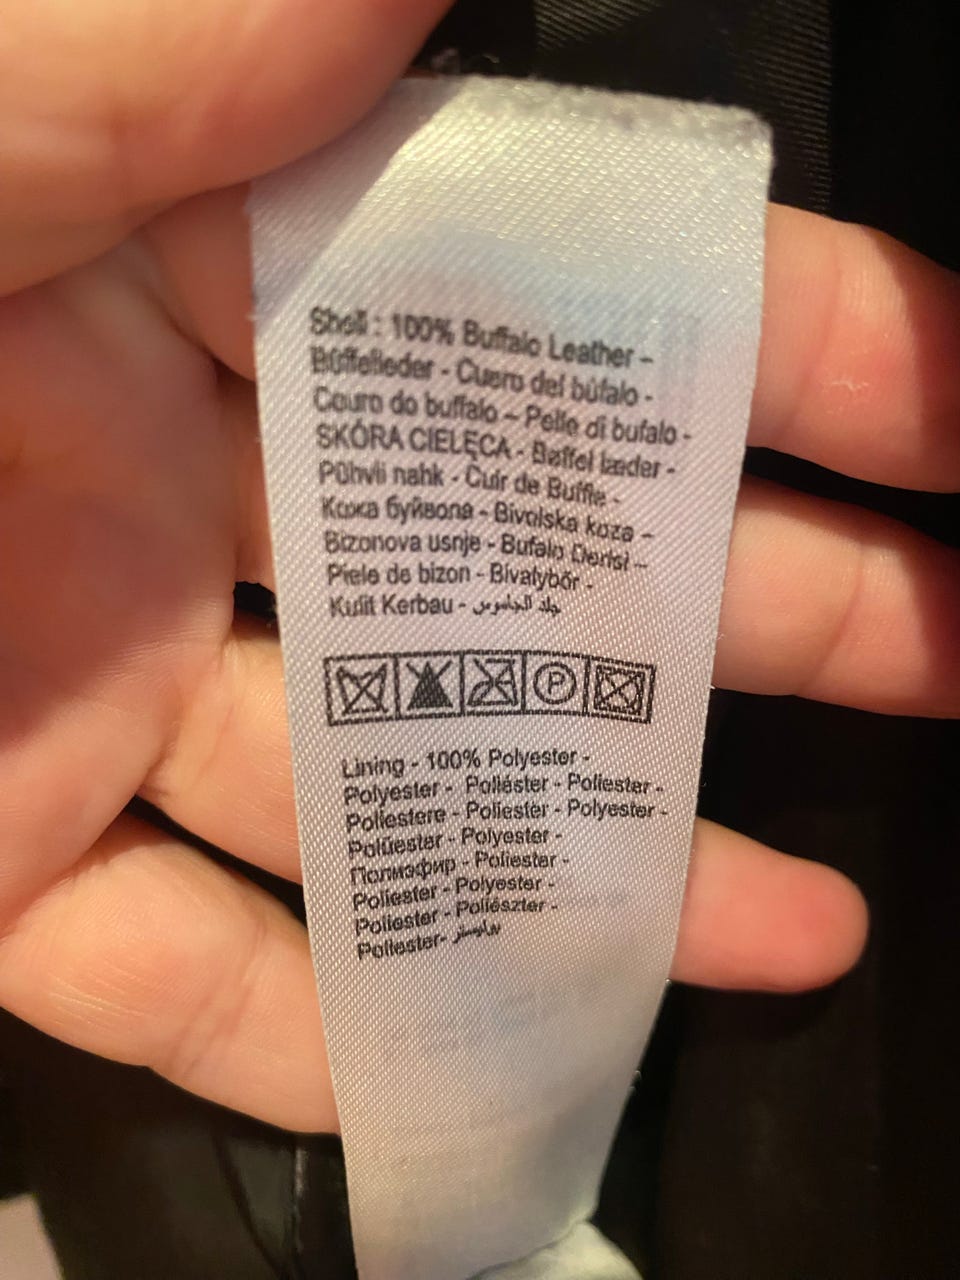 Shell : 100% Buffalo Leather –
Büffelleder - Cuero del búfalo -
Couro do buffalo – Pelle di bufalo -
SKÓRA CIELĘCA - Bøffel læder -
Pühvli nahk - Cuir de Buffle -
Кожа буйвола - Bivolska koza –
Bizonova usnje - Bufalo Derisi –
Piele de bizon - Bivalybőr -
Kulit Kerbau - جلد الجاموس
P
Lining - 100% Polyester -
Polyester - Poliéster - Poliester -
Poliestere - Poliester - Polyester -
Polüester - Polyester -
Полиэфир - Poliester -
Poliester - Polyester -
Poliester - Poliészter -
Poliester- بوليستر